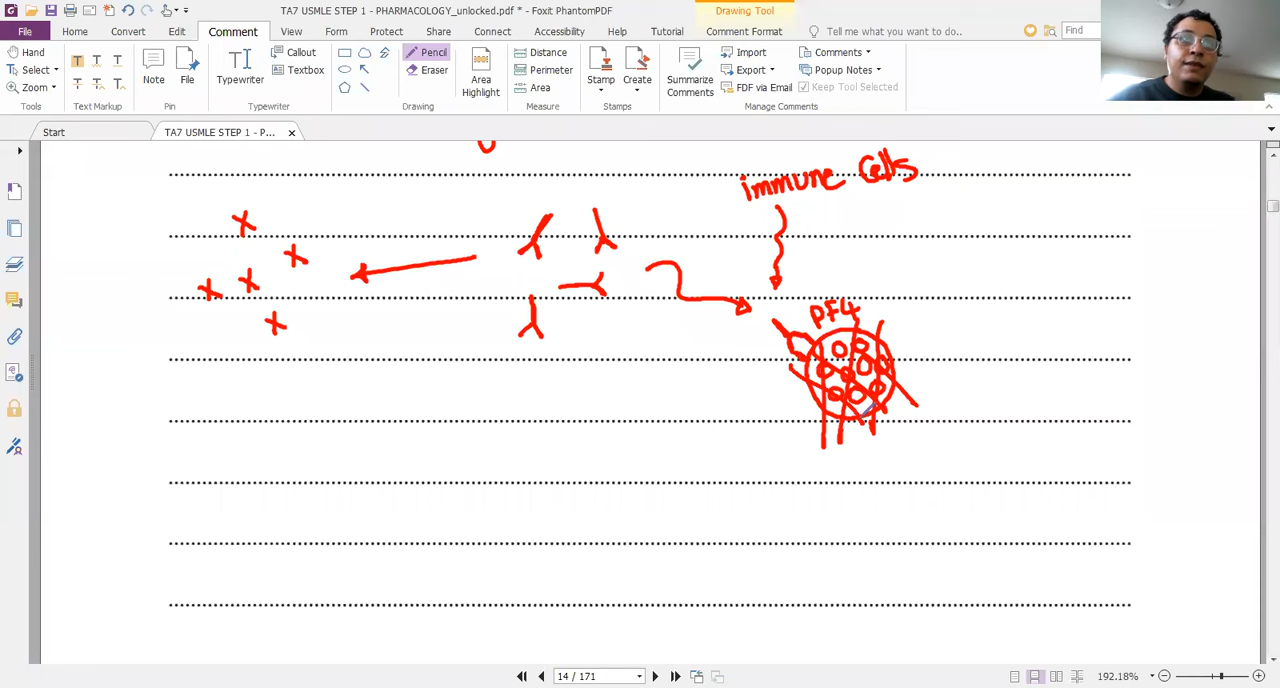 TA7 USMLE STEP 1 - PHARMACOLOGY_unlocked.pdf * - Foxit PhantomPDF
Drawing Tool
File Home Convert Edit Comment View Form Protect Share Connect Accessibility Help Tutorial Comment Format Tell me what you want to do.. Find
Hand
Select
Zoom
Tools
T T T
T T T
Text Markup
Note
File
Pin
Typewriter
Callout
Textbox
Typewriter
Pencil
Eraser
Drawing
Area Highlight
Distance
Perimeter
Area
Measure
Stamp
Create
Stamps
Summarize Comments
Import
Export
FDF via Email
Comments
Popup Notes
Keep Tool Selected
Manage Comments
Start
TA7 USMLE STEP 1 - P...
immune Cells
PF4
14 / 171
192.18%